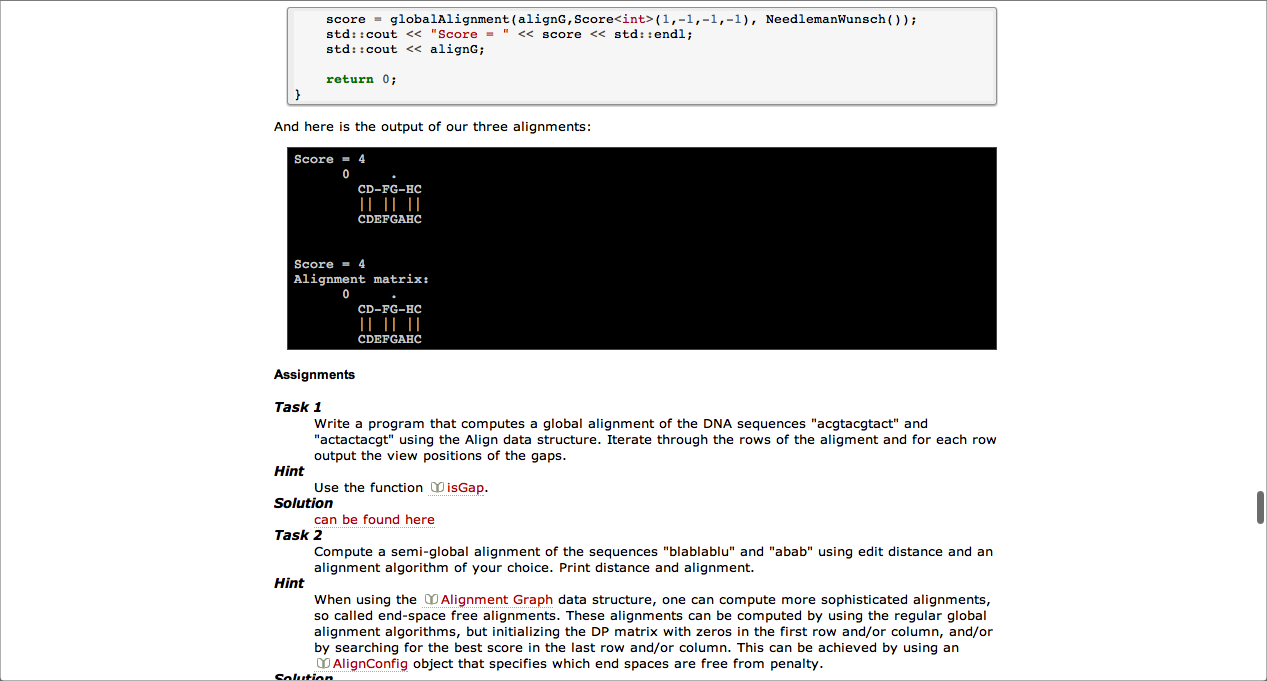 score = globalAlignment(alignG,Score<int>(1,-1,-1,-1), NeedlemanWunsch());
std::cout << "Score = " << score << std::endl;
std::cout << alignG;
return 0;
}
And here is the output of our three alignments:
Score = 4
0 .
CD-FG-HC
|| || ||
CDEFGAHC
Score = 4
Alignment matrix:
0 .
CD-FG-HC
|| || ||
CDEFGAHC
Assignments
Task 1
Write a program that computes a global alignment of the DNA sequences "acgtacgtact" and
"actactacgt" using the Align data structure. Iterate through the rows of the aligment and for each row
output the view positions of the gaps.
Hint
Use the function isGap.
Solution
can be found here
Task 2
Compute a semi-global alignment of the sequences "blablablu" and "abab" using edit distance and an
alignment algorithm of your choice. Print distance and alignment.
Hint
When using the Alignment Graph data structure, one can compute more sophisticated alignments,
so called end-space free alignments. These alignments can be computed by using the regular global
alignment algorithms, but initializing the DP matrix with zeros in the first row and/or column, and/or
by searching for the best score in the last row and/or column. This can be achieved by using an
AlignConfig object that specifies which end spaces are free from penalty.
Solution